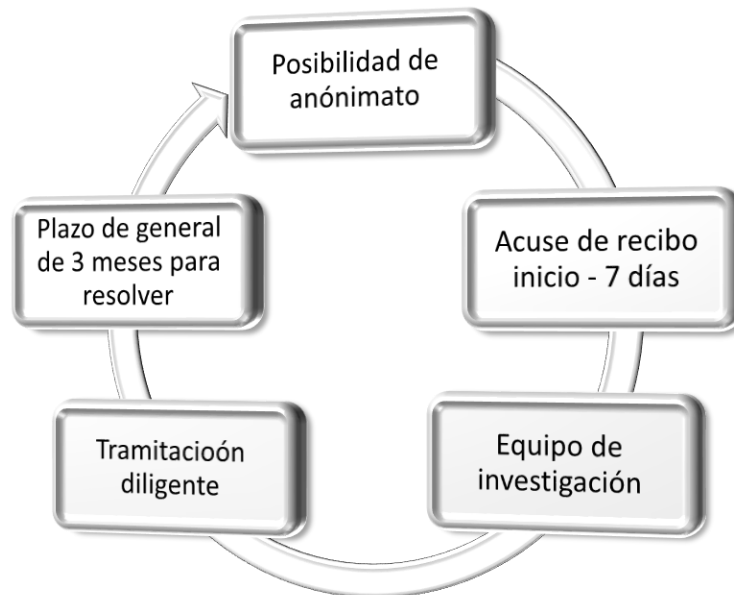 Posibilidad de
anónimato
Acuse de recibo
inicio - 7 días
Equipo de
investigación
Tramitacioón
diligente
Plazo de general
de 3 meses para
resolver